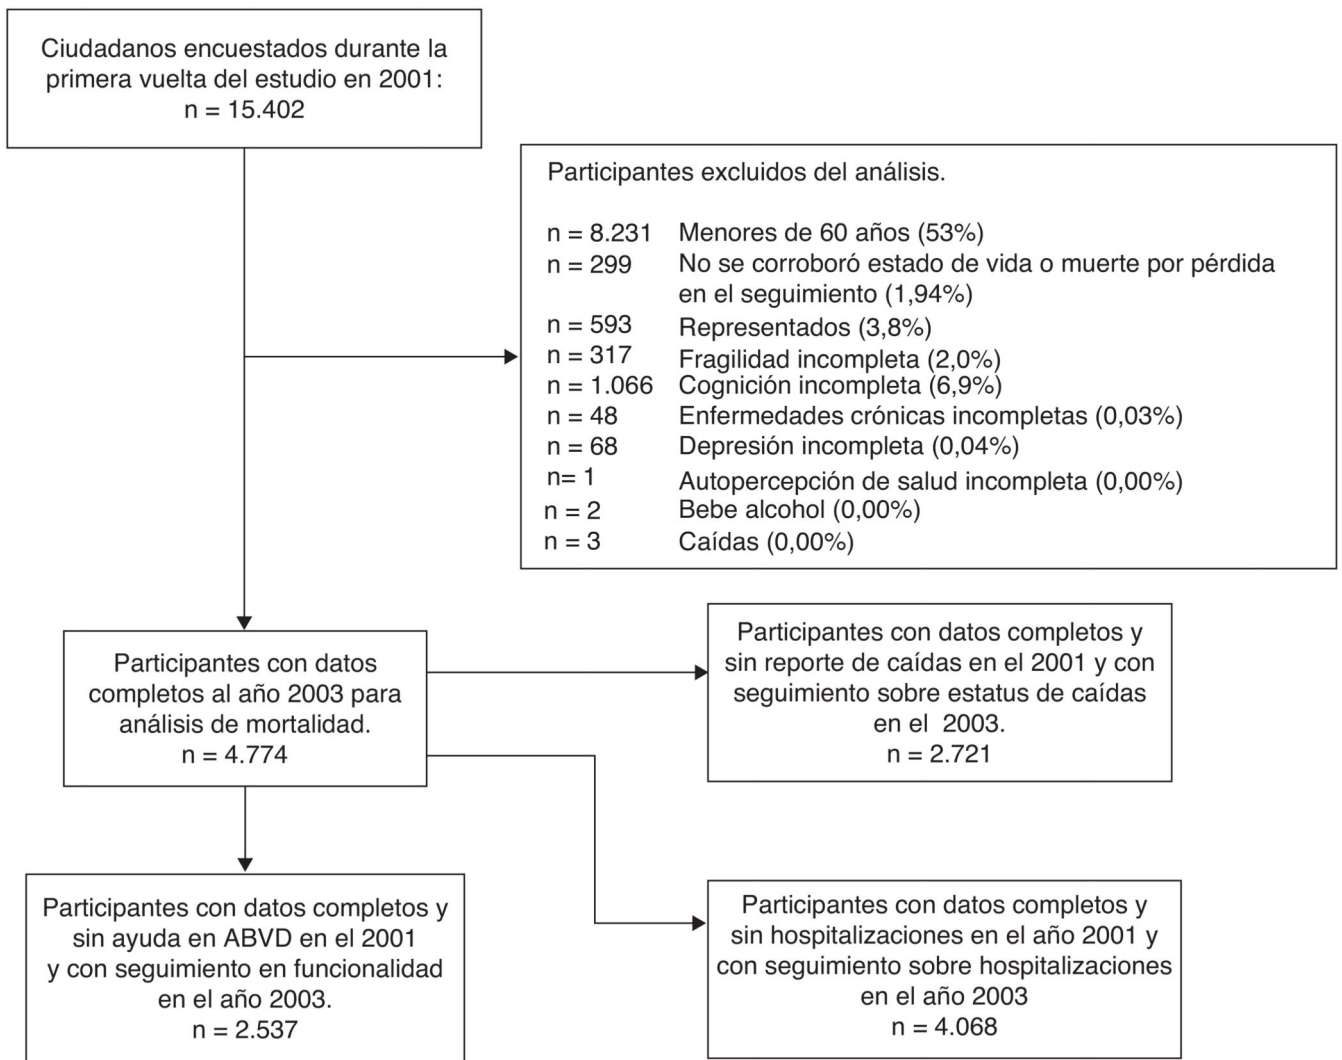 Ciudadanos encuestados durante la
primera vuelta del estudio en 2001:
n = 15.402
Participantes excluidos del análisis.
n = 8.231 Menores de 60 años (53%)
n = 299 No se corroboró estado de vida o muerte por pérdida
en el seguimiento (1,94%)
n = 593 Representados (3,8%)
n = 317 Fragilidad incompleta (2,0%)
n = 1.066 Cognición incompleta (6,9%)
n = 48 Enfermedades crónicas incompletas (0,03%)
n = 68 Depresión incompleta (0,04%)
n= 1 Autopercepción de salud incompleta (0,00%)
n = 2 Bebe alcohol (0,00%)
n = 3 Caídas (0,00%)
Participantes con datos
completos al año 2003 para
análisis de mortalidad.
n = 4.774
Participantes con datos completos y
sin reporte de caídas en el 2001 y con
seguimiento sobre estatus de caídas
en el 2003.
n = 2.721
Participantes con datos completos y
sin ayuda en ABVD en el 2001
y con seguimiento en funcionalidad
en el año 2003.
n = 2.537
Participantes con datos completos y
sin hospitalizaciones en el año 2001 y
con seguimiento sobre hospitalizaciones
en el año 2003
n = 4.068